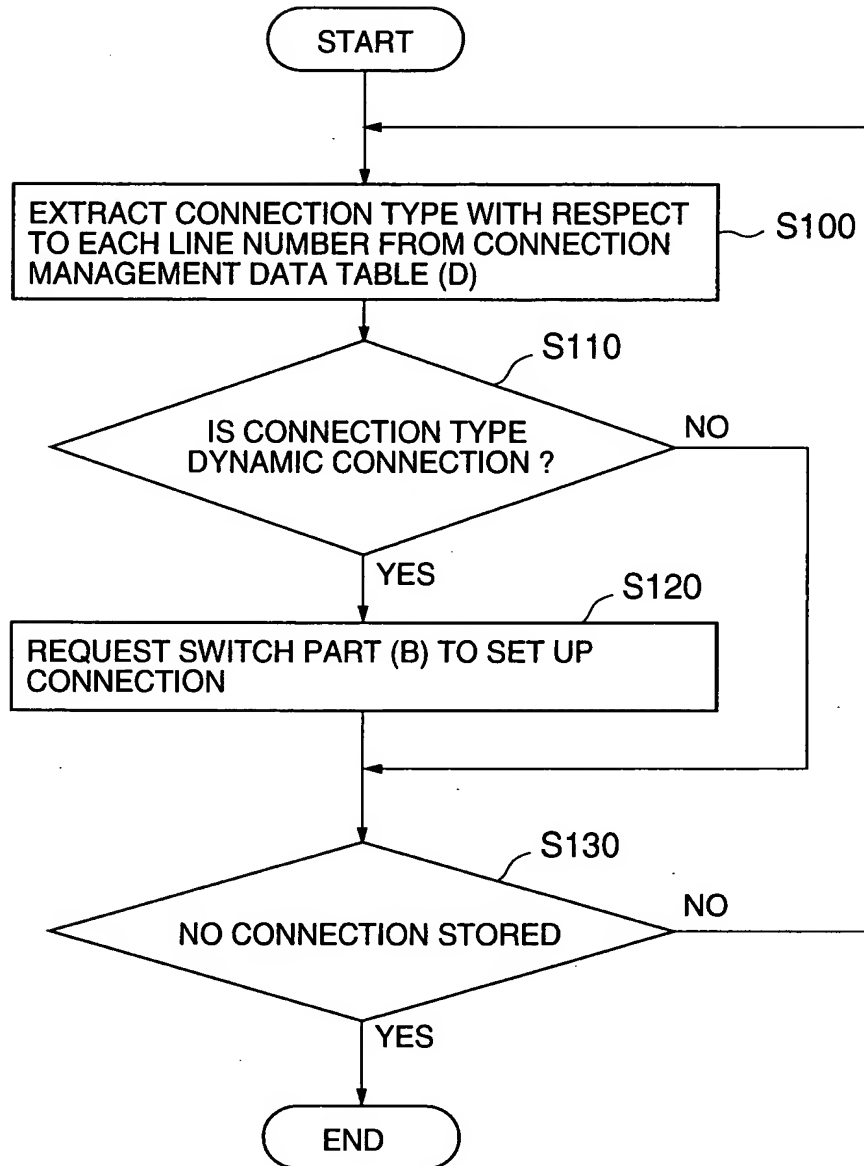 START
EXTRACT CONNECTION TYPE WITH RESPECT
TO EACH LINE NUMBER FROM CONNECTION
MANAGEMENT DATA TABLE (D)
S100
S110
IS CONNECTION TYPE
DYNAMIC CONNECTION ?
NO
YES
S120
REQUEST SWITCH PART (B) TO SET UP
CONNECTION
S130
NO CONNECTION STORED
NO
YES
END